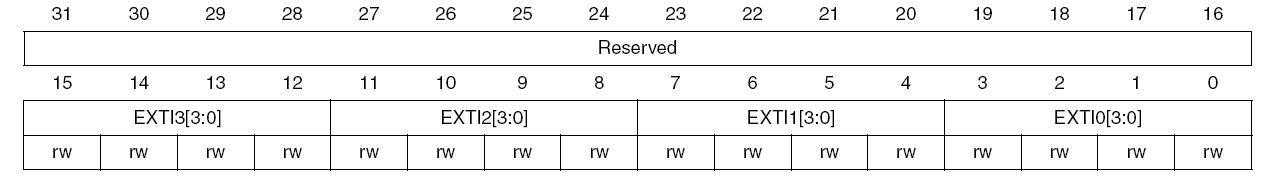 31 30 29 28 27 26 25 24 23 22 21 20 19 18 17 16
Reserved
15 14 13 12 11 10 9 8 7 6 5 4 3 2 1 0
EXTI3[3:0] EXTI2[3:0] EXTI1[3:0] EXTI0[3:0]
rw rw rw rw rw rw rw rw rw rw rw rw rw rw rw rw